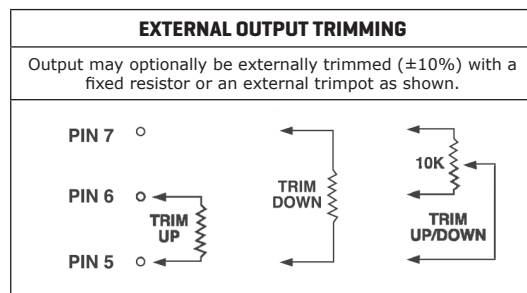 EXTERNAL OUTPUT TRIMMING
Output may optionally be externally trimmed (±10%) with a
fixed resistor or an external trimpot as shown.
PIN 7
PIN 6
PIN 5
TRIM
UP
TRIM
DOWN
10K
TRIM
UP/DOWN